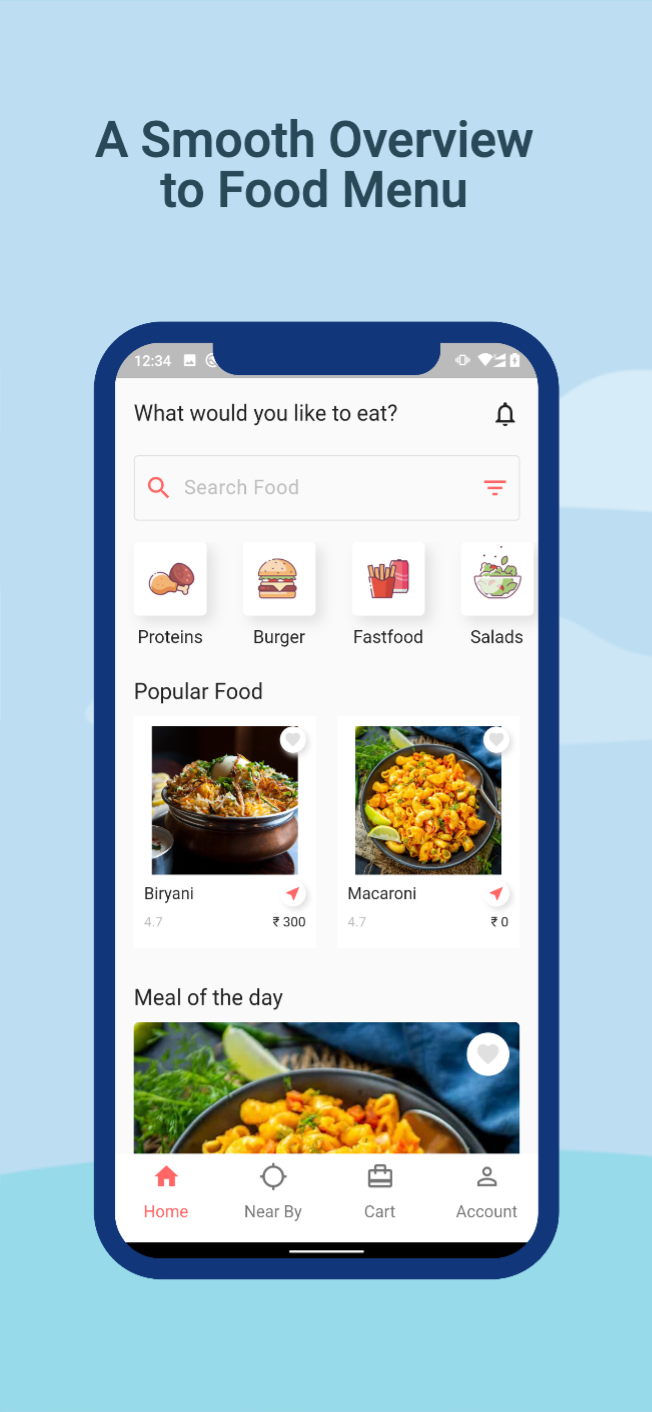 A Smooth Overview
to Food Menu
12:34
What would you like to eat?
Search Food
Proteins Burger Fastfood Salads
Popular Food
Biryani Macaroni
4.7 ₹ 300 4.7 ₹ 0
Meal of the day
Home Near By Cart Account